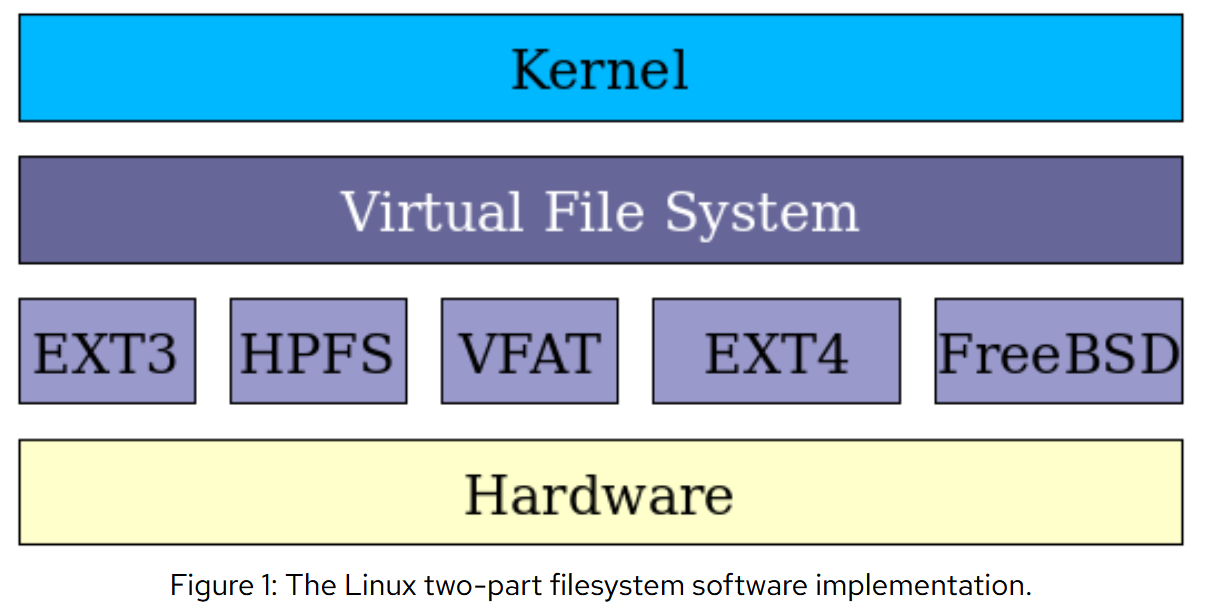 Kernel
Virtual File System
EXT3 HPFS VFAT EXT4 FreeBSD
Hardware
Figure 1: The Linux two-part filesystem software implementation.